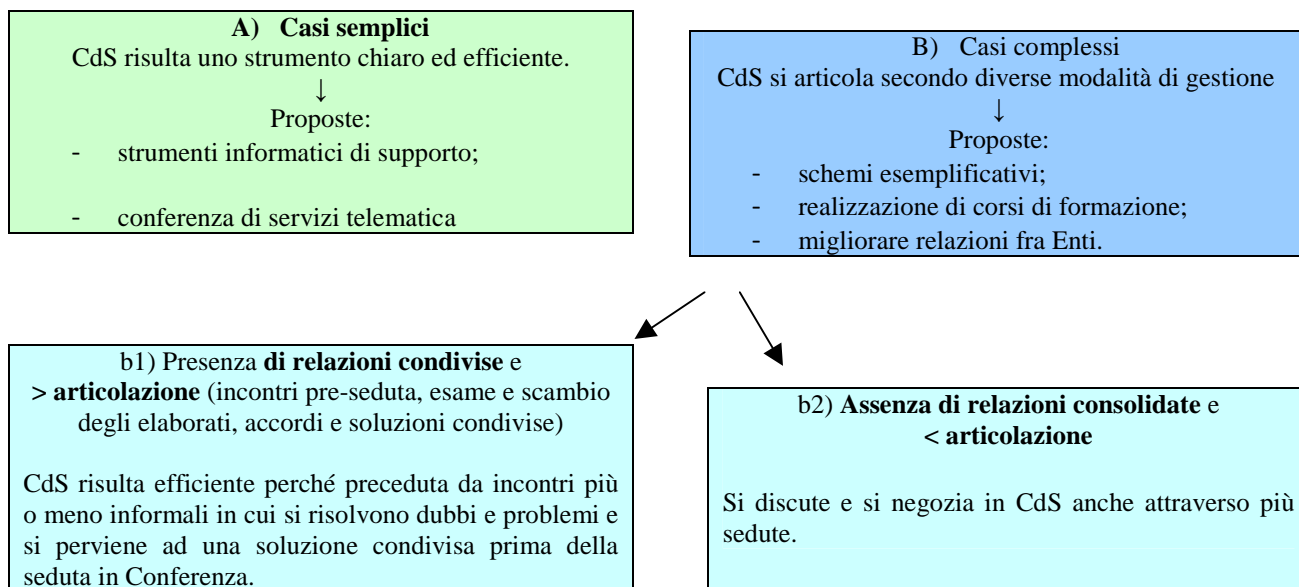 A) Casi semplici
CdS risulta uno strumento chiaro ed efficiente.
↓
Proposte:
- strumenti informatici di supporto;
- conferenza di servizi telematica
B) Casi complessi
CdS si articola secondo diverse modalità di gestione
↓
Proposte:
- schemi esemplificativi;
- realizzazione di corsi di formazione;
- migliorare relazioni fra Enti.
b1) Presenza di relazioni condivise e
> articolazione (incontri pre-seduta, esame e scambio
degli elaborati, accordi e soluzioni condivise)
CdS risulta efficiente perché preceduta da incontri più
o meno informali in cui si risolvono dubbi e problemi e
si perviene ad una soluzione condivisa prima della
seduta in Conferenza.
b2) Assenza di relazioni consolidate e
< articolazione
Si discute e si negozia in CdS anche attraverso più
sedute.